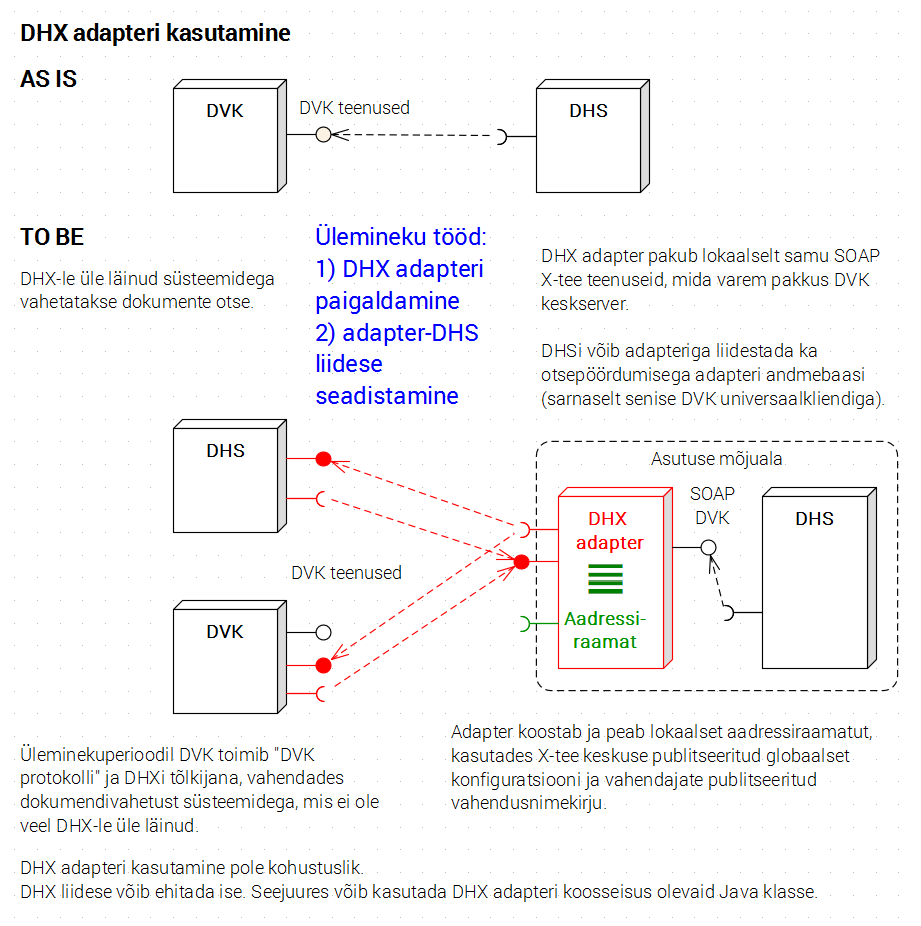 DHX adapteri kasutamine
AS IS
DVK
DVK teenused
DHS
TO BE
DHX-le üle läinud süsteemidega
vahetatakse dokumente otse.
Ülemineku tööd:
1) DHX adapteri
paigaldamine
2) adapter-DHS
liidese
seadistamine
DHX adapter pakub lokaalselt samu SOAP
X-tee teenuseid, mida varem pakkus DVK
keskserver.
DHSi võib adapteriga liidestada ka
otsepöördumisega adapteri andmebaasi
(sarnaselt senise DVK universaalkliendiga).
DHS
Asutuse mõjuala
DHX
adapter
Aadressi-
raamat
SOAP
DVK
DHS
DVK teenused
DVK
Adapter koostab ja peab lokaalset aadressiraamatut,
kasutades X-tee keskuse publitseeritud globaalset
konfiguratsiooni ja vahendajate publitseeritud
vahendusnimekirju.
Üleminekuperioodil DVK toimib "DVK
protokolli" ja DHXi tõlkijana, vahendades
dokumendivahetust süsteemidega, mis ei ole
veel DHX-le üle läinud.
DHX adapteri kasutamine pole kohustuslik.
DHX liidese võib ehitada ise. Seejuures võib kasutada DHX adapteri koosseisus olevaid Java klasse.